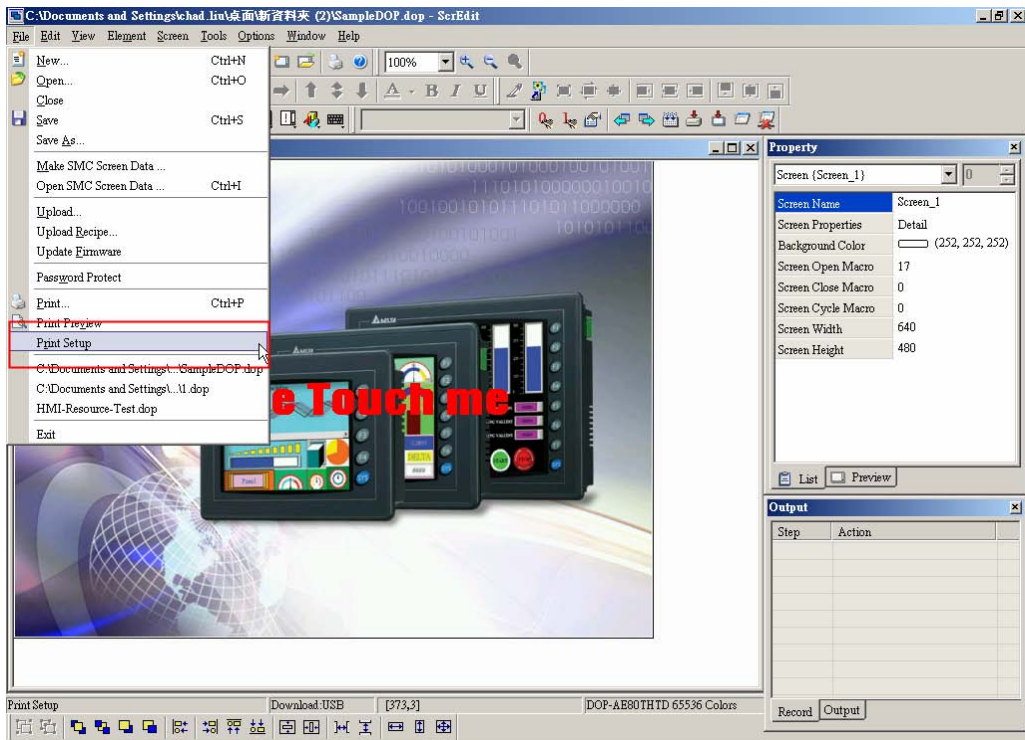 C:\Documents and Settings\chad.liu\桌面\新資料夾 (2)\SampleDOP.dop - ScrEdit
File Edit View Element Screen Tools Options Window Help
New... Ctrl+N
Open... Ctrl+O
Close
Save Ctrl+S
Save As...
Make SMC Screen Data ...
Open SMC Screen Data ... Ctrl+I
Upload...
Upload Recipe...
Update Firmware
Password Protect
Print... Ctrl+P
Print Preview
Print Setup
C:\Documents and Settings\...\SampleDOP.dop
C:\Documents and Settings\...\1.dop
HMI-Resource-Test.dop
Exit
100%
A B I U
e Touch me
DELTA
START
Property
Screen {Screen_1} 0
Screen Name Screen_1
Screen Properties Detail
Background Color (252, 252, 252)
Screen Open Macro 17
Screen Close Macro 0
Screen Cycle Macro 0
Screen Width 640
Screen Height 480
List Preview
Output
Step Action
Record Output
Print Setup Download:USB [373,3] DOP-AE80THTD 65536 Colors